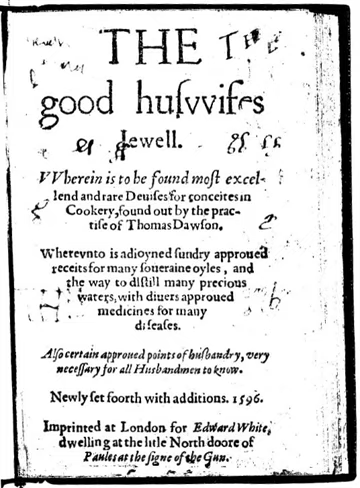 THE
good huſvvifes
Iewell.
VVherein is to be found moſt excel-
lend and rare Deuiſes for conceites in
Cookery, found out by the prac-
tiſe of Thomas Dawſon.
Wherevnto is adioyned ſundry approued
receits for many ſoueraine oyles, and
the way to diſtill many precious
waters, with diuers approued
medicines for many
diſeaſes.
Alſo certain approued points of huſbandry, very
neceſſary for all Husbandmen to know.
Newly ſet foorth with additions. 1596.
Imprinted at London for Edward White,
dwelling at the litle North doore of
Paules at the ſigne of the Gun.